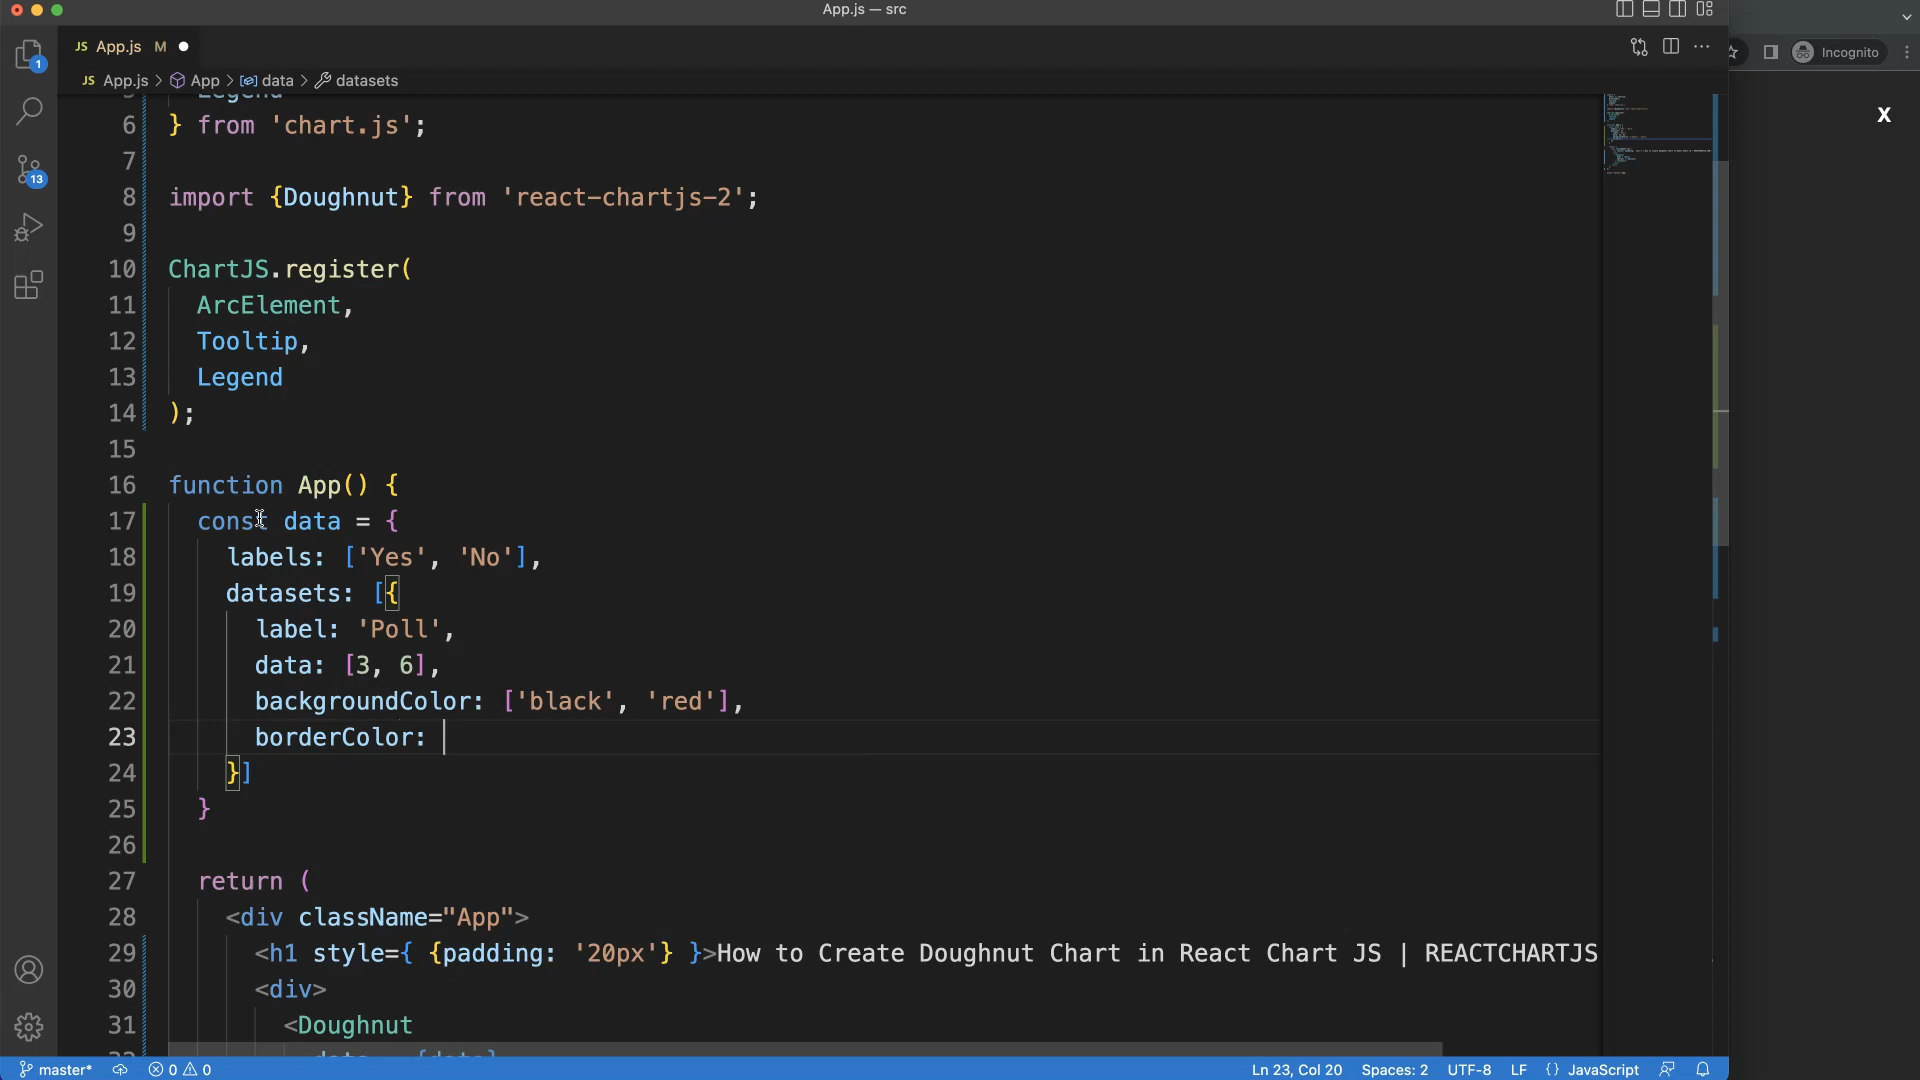 App.js — src
JS App.js M
Incognito
JS App.js > App > data > datasets
X
1
13
5 Legend
6 } from 'chart.js';
7
8 import {Doughnut} from 'react-chartjs-2';
9
10 ChartJS.register(
11 ArcElement,
12 Tooltip,
13 Legend
14 );
15
16 function App() {
17 const data = {
18 labels: ['Yes', 'No'],
19 datasets: [{
20 label: 'Poll',
21 data: [3, 6],
22 backgroundColor: ['black', 'red'],
23 borderColor:
24 }]
25 }
26
27 return (
28 <div className="App">
29 <h1 style={ {padding: '20px'} }>How to Create Doughnut Chart in React Chart JS | REACTCHARTJS
30 <div>
31 <Doughnut
master* 0 0 Ln 23, Col 20 Spaces: 2 UTF-8 LF {} JavaScript